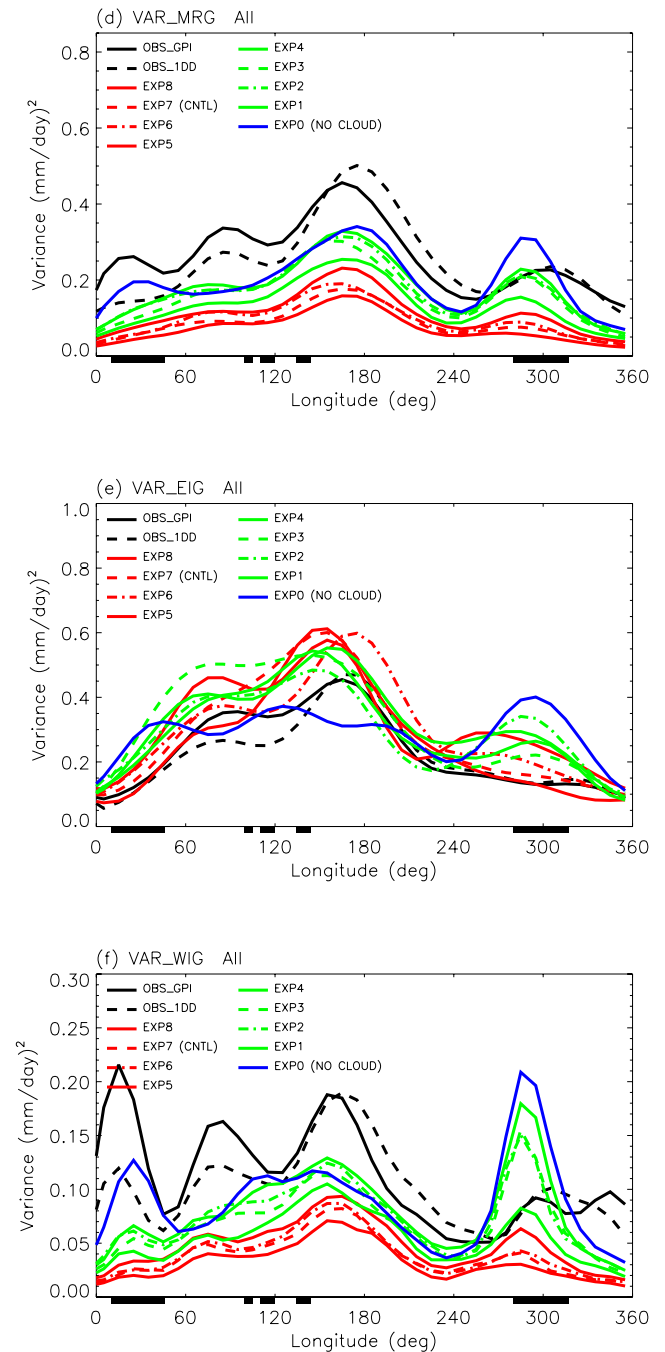 (d) VAR_MRG All
0.8
0.6
0.4
0.2
0.0
Variance (mm/day)²
OBS_GPI
OBS_1DD
EXP8
EXP7 (CNTL)
EXP6
EXP5
EXP4
EXP3
EXP2
EXP1
EXP0 (NO CLOUD)
0 60 120 180 240 300 360
Longitude (deg)
(e) VAR_EIG All
1.0
0.8
0.6
0.4
0.2
0.0
Variance (mm/day)²
OBS_GPI
OBS_1DD
EXP8
EXP7 (CNTL)
EXP6
EXP5
EXP4
EXP3
EXP2
EXP1
EXP0 (NO CLOUD)
0 60 120 180 240 300 360
Longitude (deg)
(f) VAR_WIG All
0.30
0.25
0.20
0.15
0.10
0.05
0.00
Variance (mm/day)²
OBS_GPI
OBS_1DD
EXP8
EXP7 (CNTL)
EXP6
EXP5
EXP4
EXP3
EXP2
EXP1
EXP0 (NO CLOUD)
0 60 120 180 240 300 360
Longitude (deg)